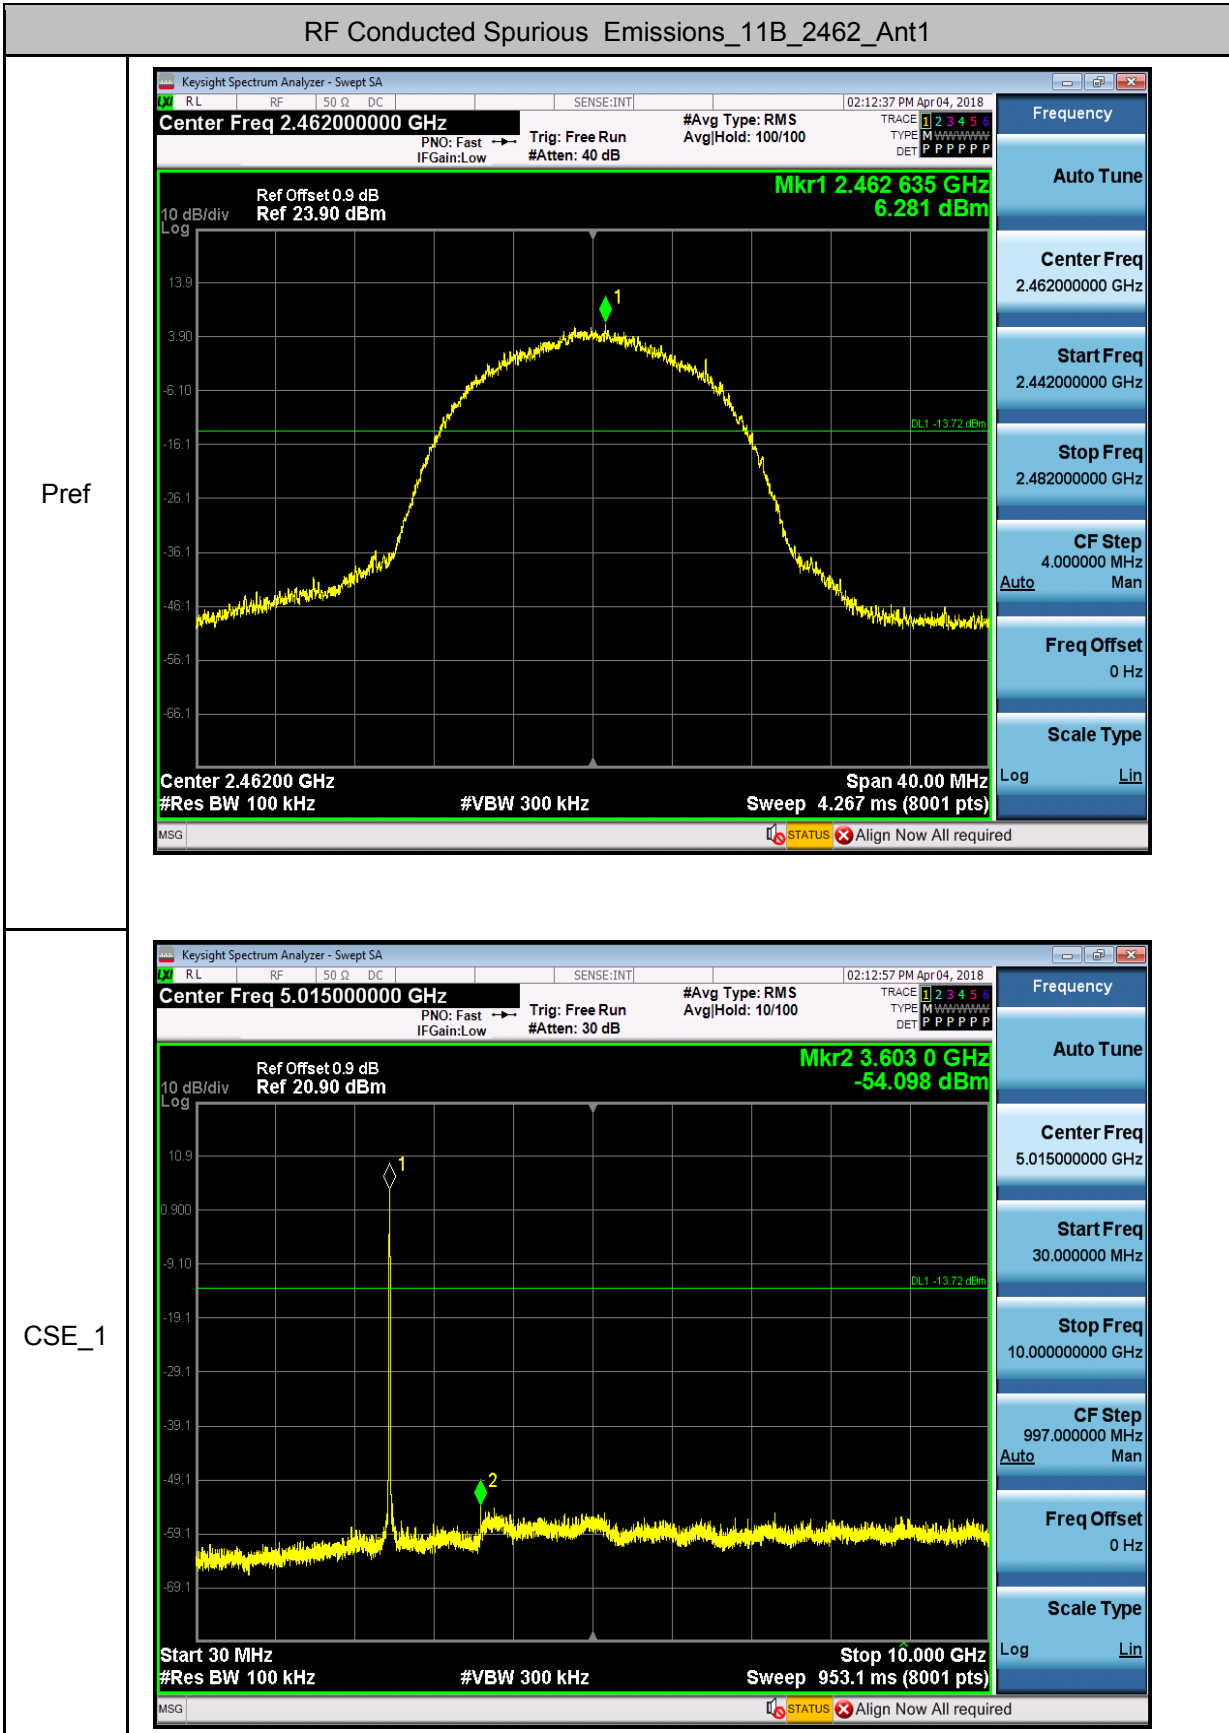 RF Conducted Spurious Emissions_11B_2462_Ant1
Pref
Keysight Spectrum Analyzer - Swept SA
LXI RL RF 50 Ω DC SENSE:INT 02:12:37 PM Apr 04, 2018
Center Freq 2.462000000 GHz
PNO: Fast
IFGain:Low
Trig: Free Run
#Atten: 40 dB
#Avg Type: RMS
Avg|Hold: 100/100
TRACE 1 2 3 4 5 6
TYPE M WWWWW
DET P P P P P P
Mkr1 2.462 635 GHz
6.281 dBm
Ref Offset 0.9 dB
10 dB/div Ref 23.90 dBm
Log
13.9
3.90
-6.10
-16.1
-26.1
-36.1
-46.1
-56.1
-66.1
1
DL1 -13.72 dBm
Center 2.46200 GHz Span 40.00 MHz
#Res BW 100 kHz #VBW 300 kHz Sweep 4.267 ms (8001 pts)
MSG STATUS Align Now All required
Frequency
Auto Tune
Center Freq
2.462000000 GHz
Start Freq
2.442000000 GHz
Stop Freq
2.482000000 GHz
CF Step
4.000000 MHz
Auto Man
Freq Offset
0 Hz
Scale Type
Log Lin
CSE_1
Keysight Spectrum Analyzer - Swept SA
LXI RL RF 50 Ω DC SENSE:INT 02:12:57 PM Apr 04, 2018
Center Freq 5.015000000 GHz
PNO: Fast
IFGain:Low
Trig: Free Run
#Atten: 30 dB
#Avg Type: RMS
Avg|Hold: 10/100
TRACE 1 2 3 4 5 6
TYPE M WWWWW
DET P P P P P P
Mkr2 3.603 0 GHz
-54.098 dBm
Ref Offset 0.9 dB
10 dB/div Ref 20.90 dBm
Log
10.9
0.900
-9.10
-19.1
-29.1
-39.1
-49.1
-59.1
-69.1
1
2
DL1 -13.72 dBm
Start 30 MHz Stop 10.000 GHz
#Res BW 100 kHz #VBW 300 kHz Sweep 953.1 ms (8001 pts)
MSG STATUS Align Now All required
Frequency
Auto Tune
Center Freq
5.015000000 GHz
Start Freq
30.000000 MHz
Stop Freq
10.000000000 GHz
CF Step
997.000000 MHz
Auto Man
Freq Offset
0 Hz
Scale Type
Log Lin